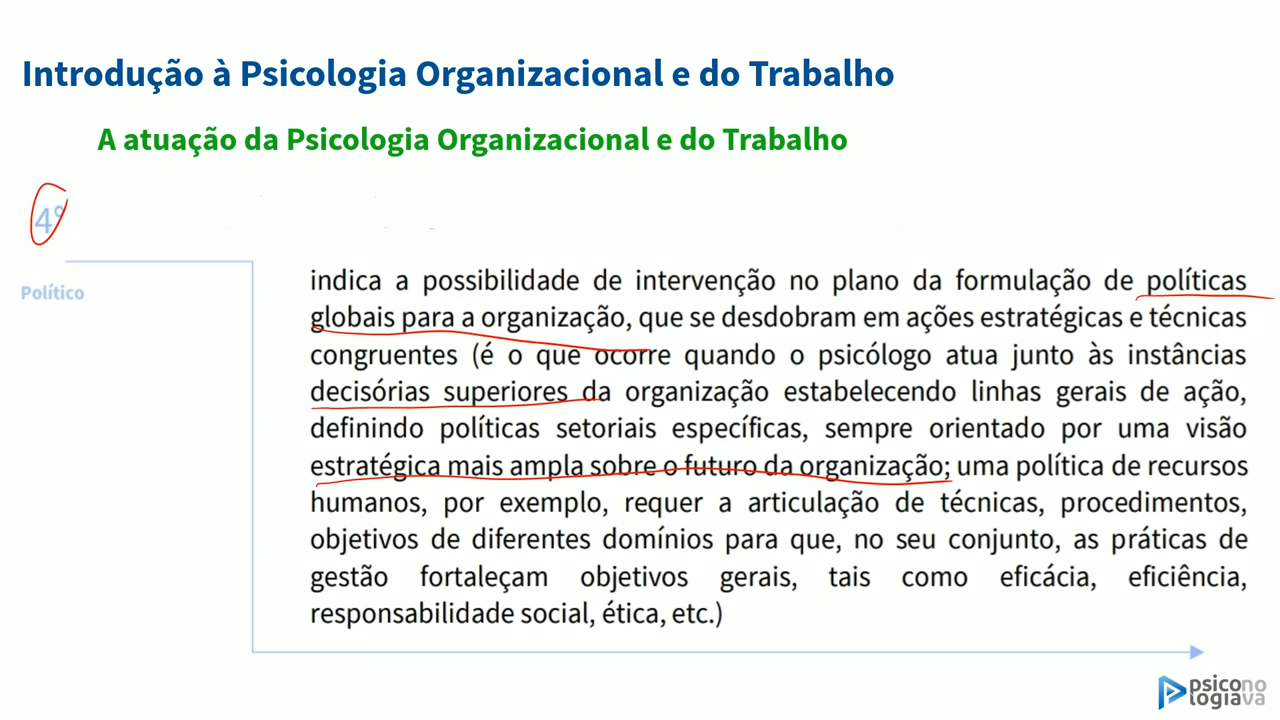 Introdução à Psicologia Organizacional e do Trabalho
A atuação da Psicologia Organizacional e do Trabalho
4º
Político
indica a possibilidade de intervenção no plano da formulação de políticas
globais para a organização, que se desdobram em ações estratégicas e técnicas
congruentes (é o que ocorre quando o psicólogo atua junto às instâncias
decisórias superiores da organização estabelecendo linhas gerais de ação,
definindo políticas setoriais específicas, sempre orientado por uma visão
estratégica mais ampla sobre o futuro da organização; uma política de recursos
humanos, por exemplo, requer a articulação de técnicas, procedimentos,
objetivos de diferentes domínios para que, no seu conjunto, as práticas de
gestão fortaleçam objetivos gerais, tais como eficácia, eficiência,
responsabilidade social, ética, etc.)
psicono
logiava